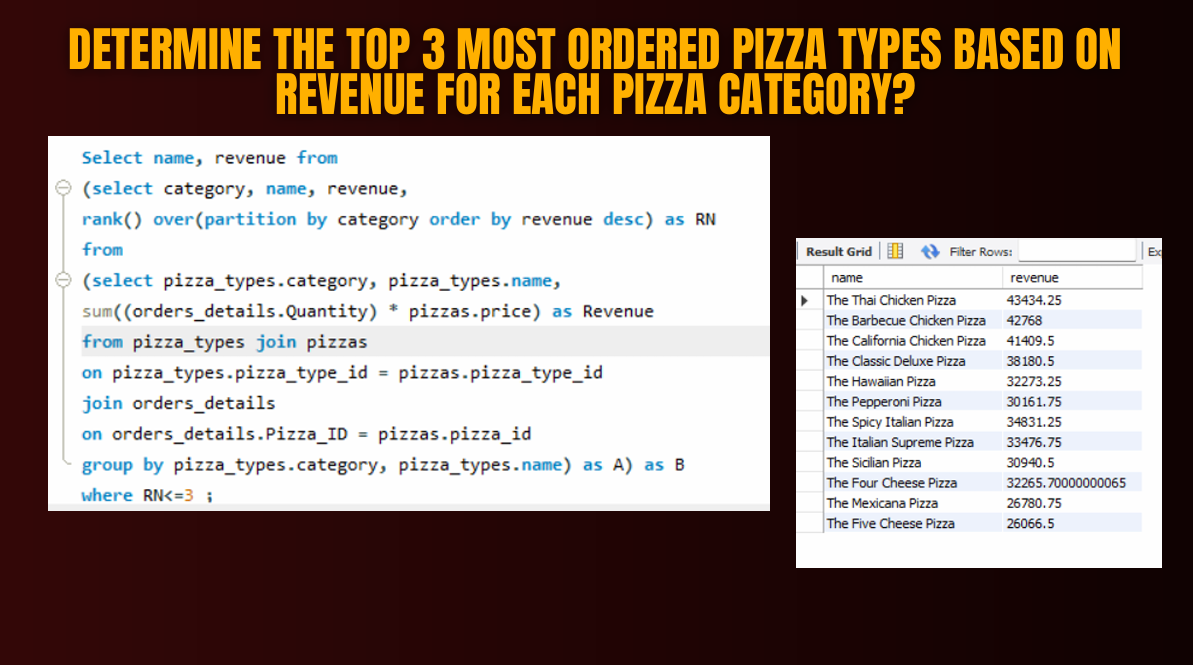 DETERMINE THE TOP 3 MOST ORDERED PIZZA TYPES BASED ON
REVENUE FOR EACH PIZZA CATEGORY?
Select name, revenue from
(select category, name, revenue,
rank() over(partition by category order by revenue desc) as RN
from
(select pizza_types.category, pizza_types.name,
sum((orders_details.Quantity) * pizzas.price) as Revenue
from pizza_types join pizzas
on pizza_types.pizza_type_id = pizzas.pizza_type_id
join orders_details
on orders_details.Pizza_ID = pizzas.pizza_id
group by pizza_types.category, pizza_types.name) as A) as B
where RN<=3 ;
Result Grid Filter Rows: Ex
name revenue
The Thai Chicken Pizza 43434.25
The Barbecue Chicken Pizza 42768
The California Chicken Pizza 41409.5
The Classic Deluxe Pizza 38180.5
The Hawaiian Pizza 32273.25
The Pepperoni Pizza 30161.75
The Spicy Italian Pizza 34831.25
The Italian Supreme Pizza 33476.75
The Sicilian Pizza 30940.5
The Four Cheese Pizza 32265.70000000065
The Mexicana Pizza 26780.75
The Five Cheese Pizza 26066.5